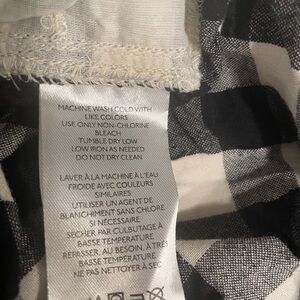 MACHINE WASH COLD WITH
LIKE COLORS
USE ONLY NON-CHLORINE
BLEACH
TUMBLE DRY LOW
LOW IRON AS NEEDED
DO NOT DRY CLEAN
LAVER À LA MACHINE À L'EAU
FROIDE AVEC COULEURS
SIMILAIRES
UTILISER UN AGENT DE
BLANCHIMENT SANS CHLORE
SI NÉCESSAIRE
SÉCHER PAR CULBUTAGE À
BASSE TEMPÉRATURE
REPASSER, AU BESOIN, À TRÈS
BASSE TEMPÉRATURE
NE PAS NETTOYER À SEC